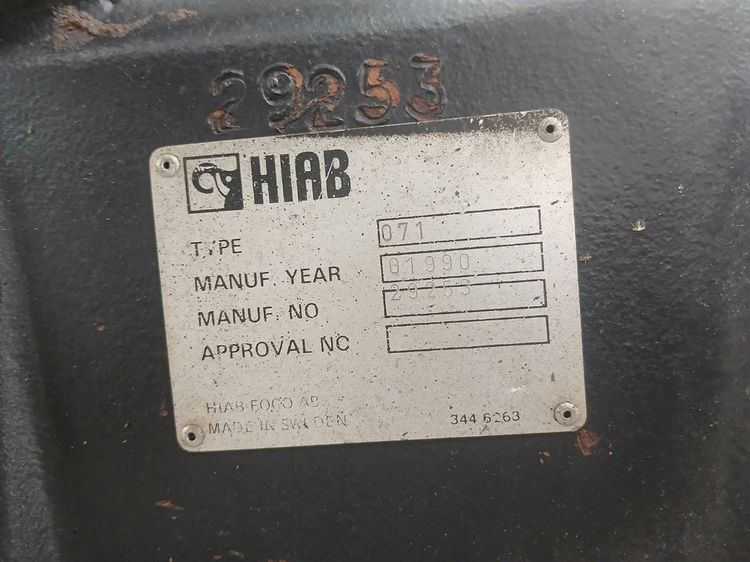 29253
HIAB
TYPE 071
MANUF. YEAR 01990
MANUF. NO 29253
APPROVAL NO
HIAB-FOCO AB
MADE IN SWEDEN 344 6263